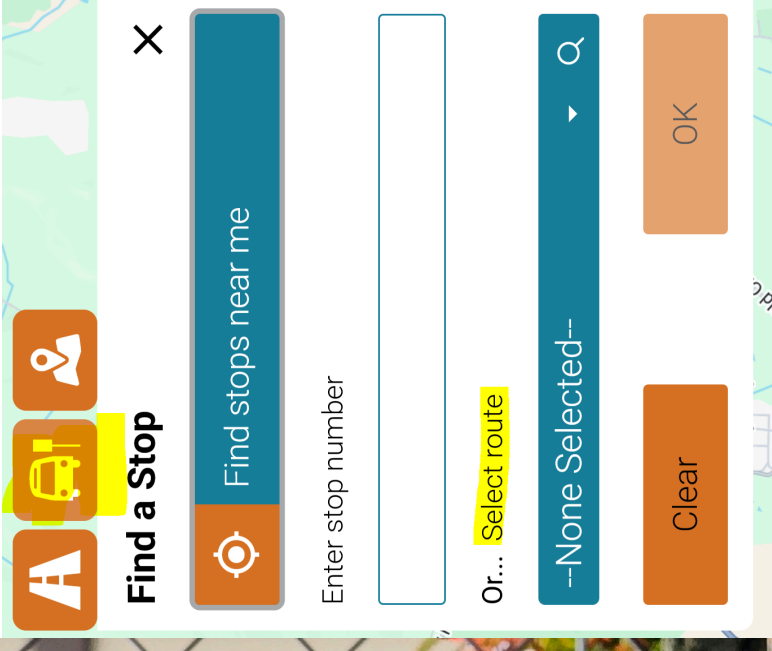 Find a Stop
Find stops near me
Enter stop number
Or... Select route
--None Selected--
Clear
OK